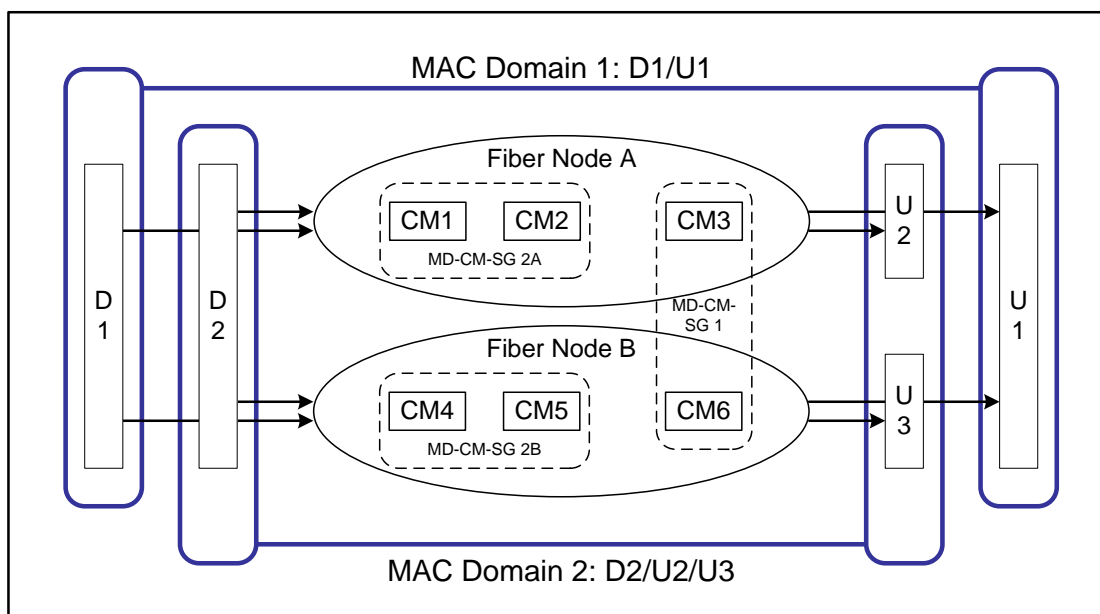 MAC Domain 1: D1/U1
Fiber Node A
CM1
CM2
CM3
MD-CM-SG 2A
U
2
D
1
D
2
MD-CM-
SG 1
U
1
Fiber Node B
CM4
CM5
CM6
MD-CM-SG 2B
U
3
MAC Domain 2: D2/U2/U3